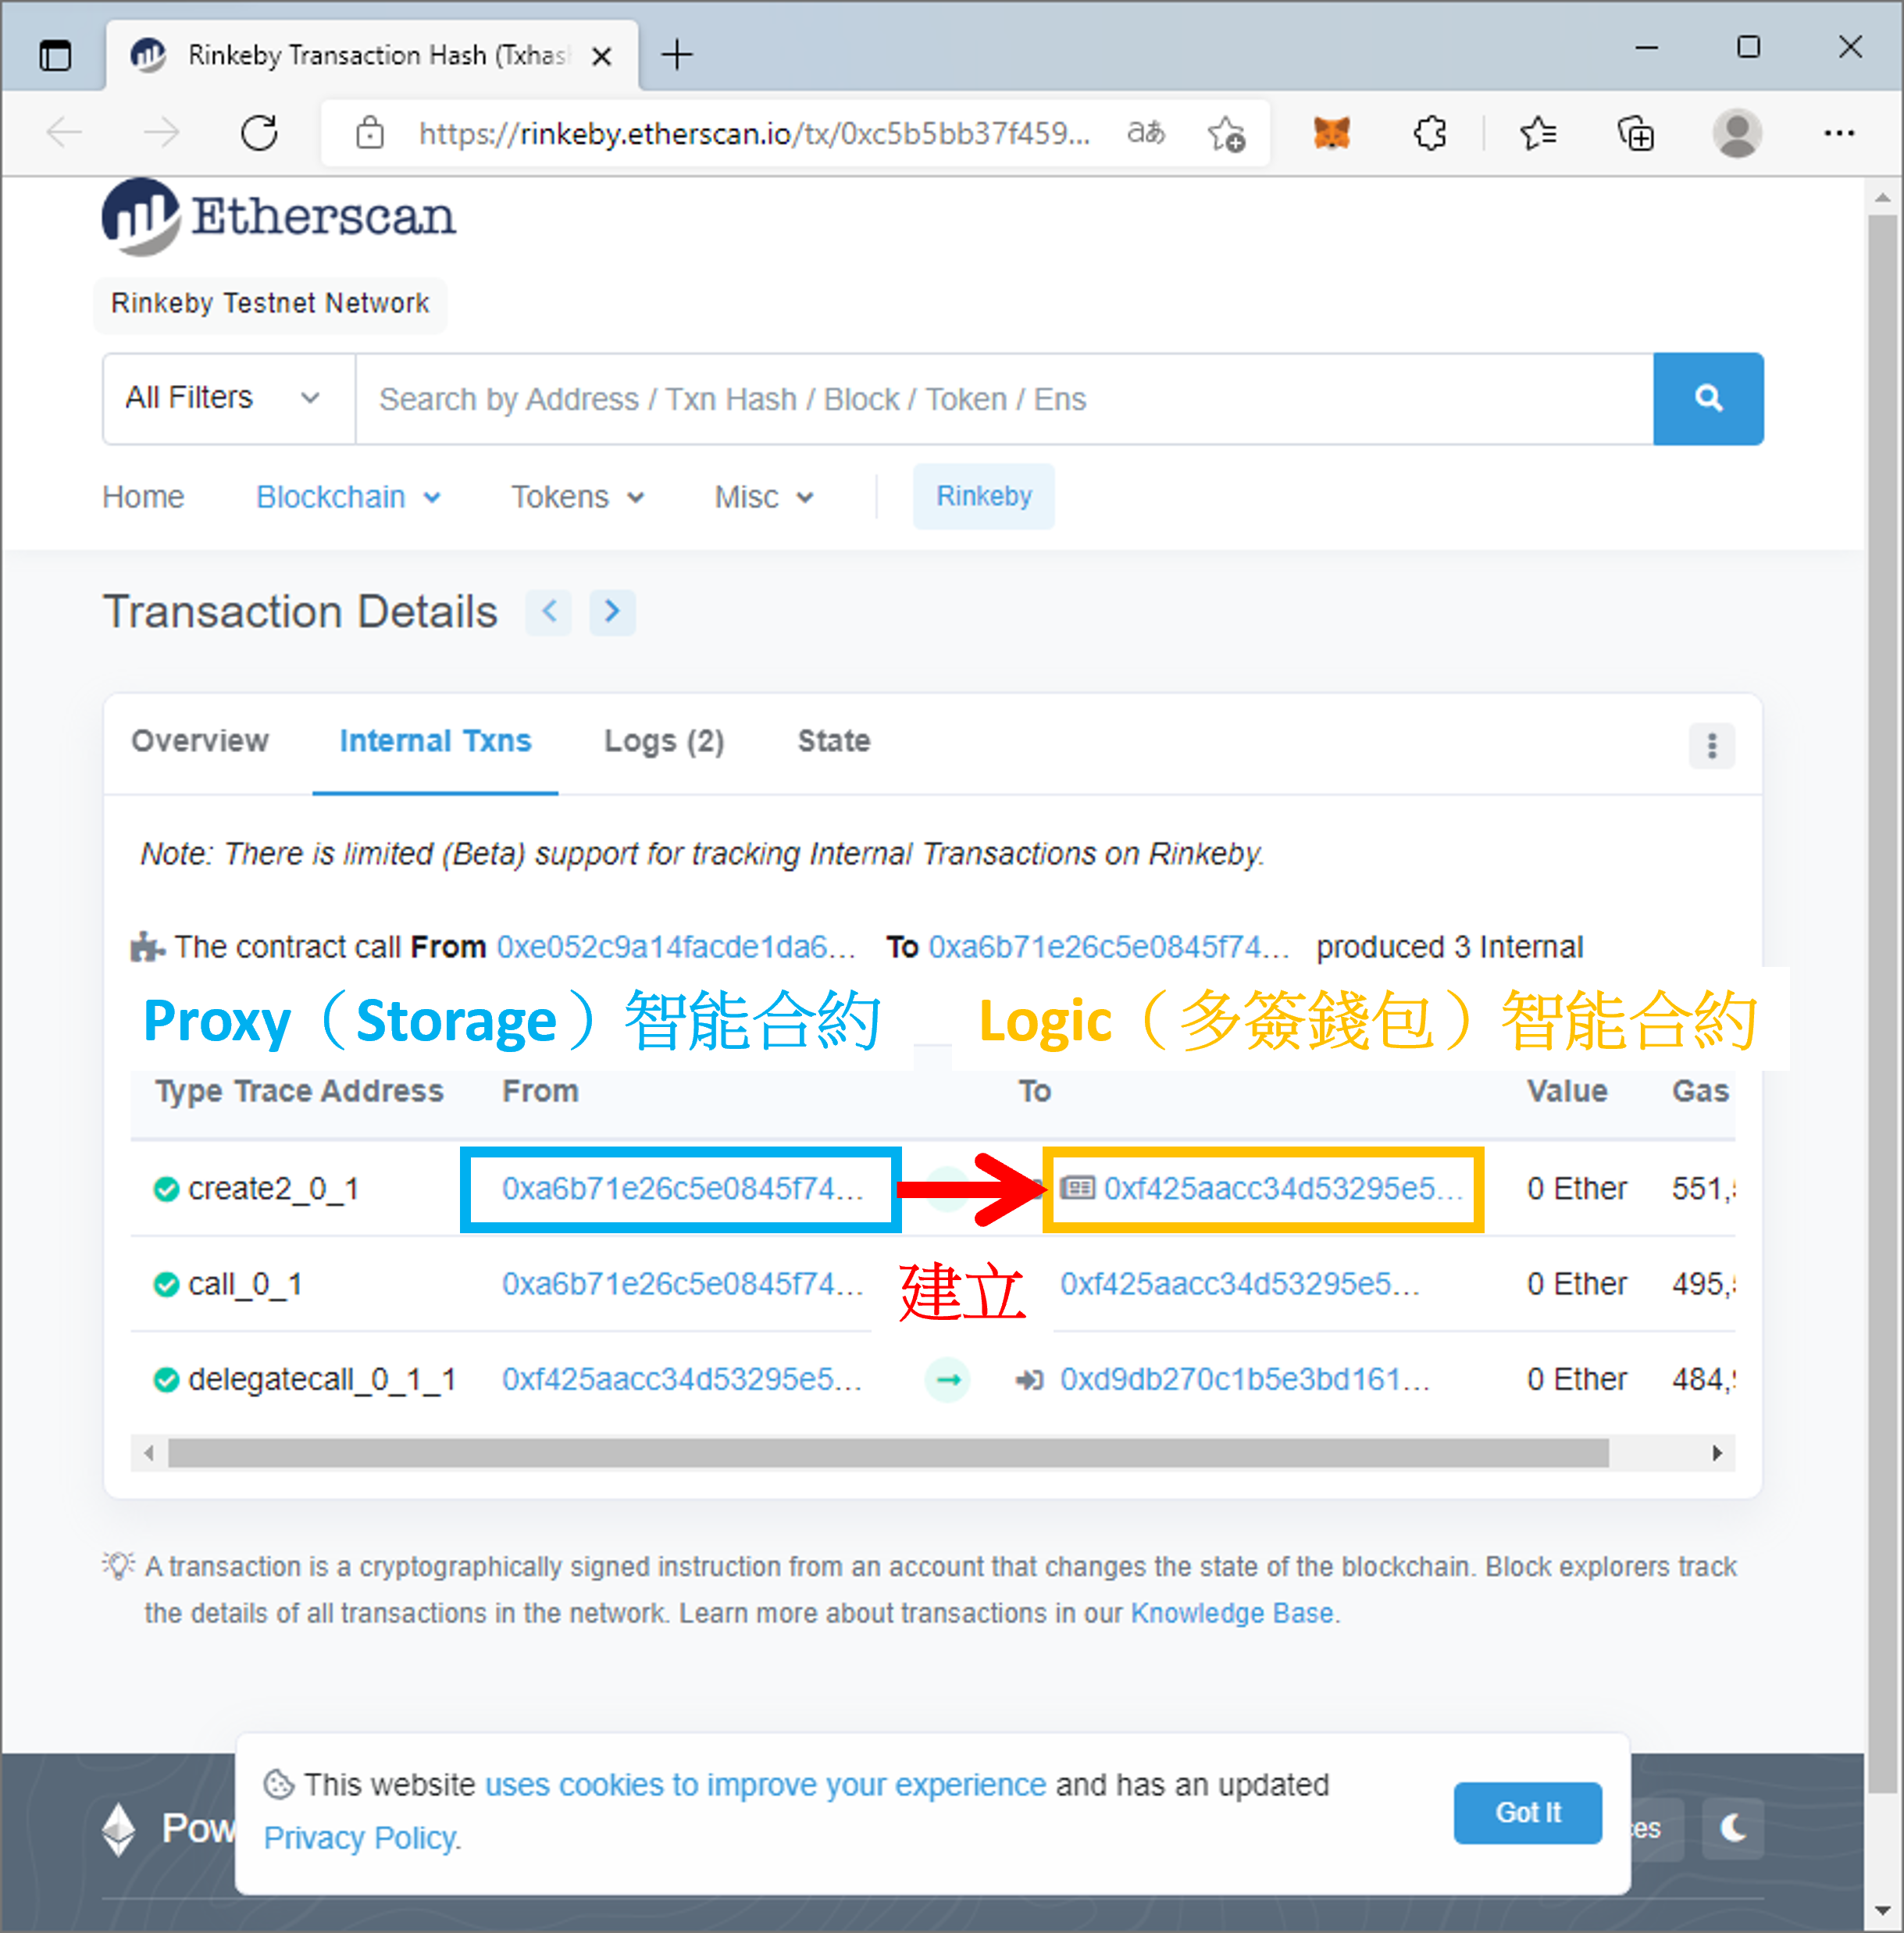 Rinkeby Transaction Hash (Txhas
https://rinkeby.etherscan.io/tx/0xc5b5bb37f459...
aあ
Etherscan
Rinkeby Testnet Network
All Filters
Search by Address / Txn Hash / Block / Token / Ens
Home Blockchain Tokens Misc Rinkeby
Transaction Details
Overview Internal Txns Logs (2) State
Note: There is limited (Beta) support for tracking Internal Transactions on Rinkeby.
The contract call From 0xe052c9a14facde1da6... To 0xa6b71e26c5e0845f74... produced 3 Internal
Proxy（Storage）智能合約 Logic（多簽錢包）智能合約
Type Trace Address From To Value Gas
create2_0_1 0xa6b71e26c5e0845f74... 0xf425aacc34d53295e5... 0 Ether 551,5
call_0_1 0xa6b71e26c5e0845f74... 建立 0xf425aacc34d53295e5... 0 Ether 495,5
delegatecall_0_1_1 0xf425aacc34d53295e5... 0xd9db270c1b5e3bd161... 0 Ether 484,9
A transaction is a cryptographically signed instruction from an account that changes the state of the blockchain. Block explorers track
the details of all transactions in the network. Learn more about transactions in our Knowledge Base.
This website uses cookies to improve your experience and has an updated
Privacy Policy.
Got It
Pow
ces